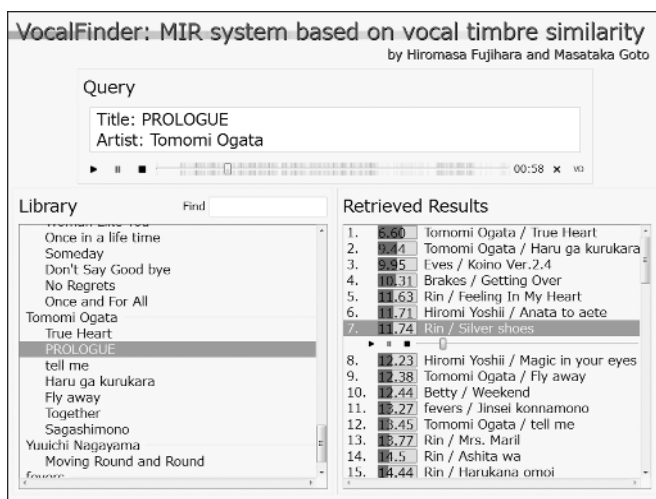 VocalFinder: MIR system based on vocal timbre similarity
by Hiromasa Fujihara and Masataka Goto
Query
Title: PROLOGUE
Artist: Tomomi Ogata
00:58
Library
Find
Woman Like You
Once in a life time
Someday
Don't Say Good bye
No Regrets
Once and For All
Tomomi Ogata
True Heart
PROLOGUE
tell me
Haru ga kurukara
Fly away
Together
Sagashimono
Yuuichi Nagayama
Moving Round and Round
fevers
Retrieved Results
1. 6.60 Tomomi Ogata / True Heart
2. 9.44 Tomomi Ogata / Haru ga kurukara
3. 9.95 Eves / Koino Ver.2.4
4. 10.31 Brakes / Getting Over
5. 11.63 Rin / Feeling In My Heart
6. 11.71 Hiromi Yoshii / Anata to aete
7. 11.74 Rin / Silver shoes
8. 12.23 Hiromi Yoshii / Magic in your eyes
9. 12.38 Tomomi Ogata / Fly away
10. 12.44 Betty / Weekend
11. 13.27 fevers / Jinsei konnamono
12. 13.45 Tomomi Ogata / tell me
13. 13.77 Rin / Mrs. Maril
14. 14.5 Rin / Ashita wa
15. 14.44 Rin / Harukana omoi